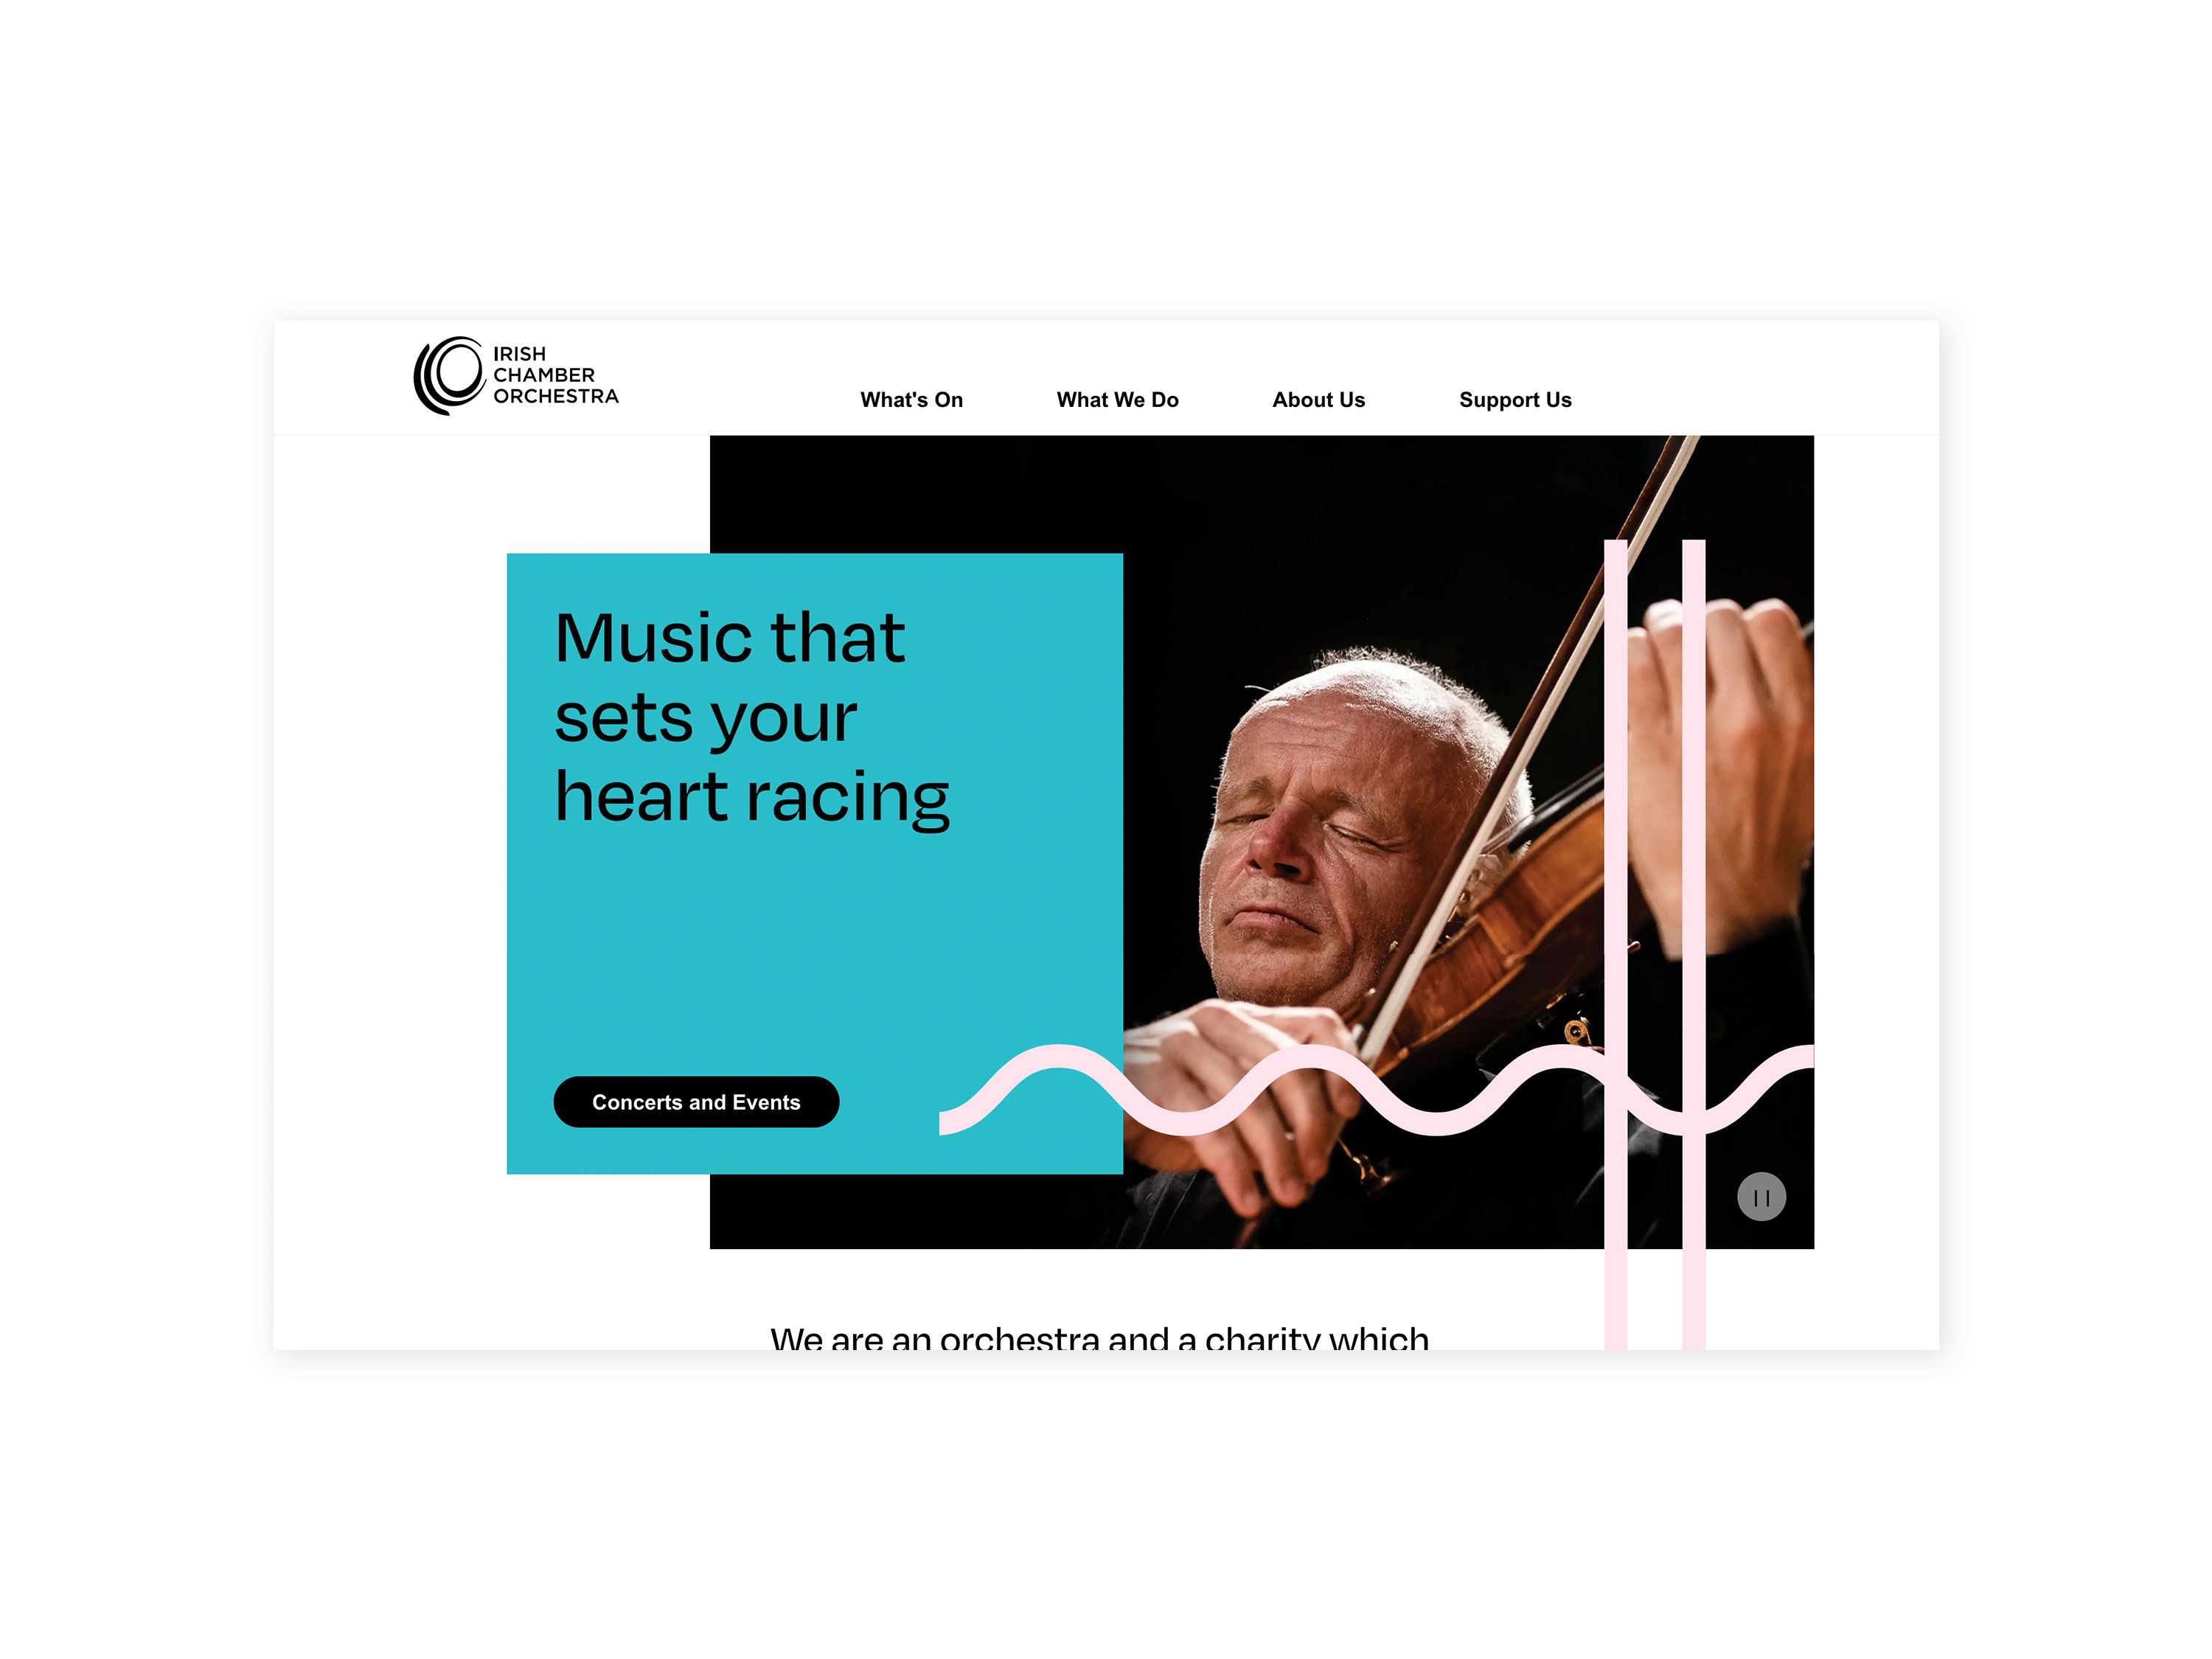 IRISH
CHAMBER
ORCHESTRA
What's On What We Do About Us Support Us
Music that
sets your
heart racing
Concerts and Events
We are an orchestra and a charity which